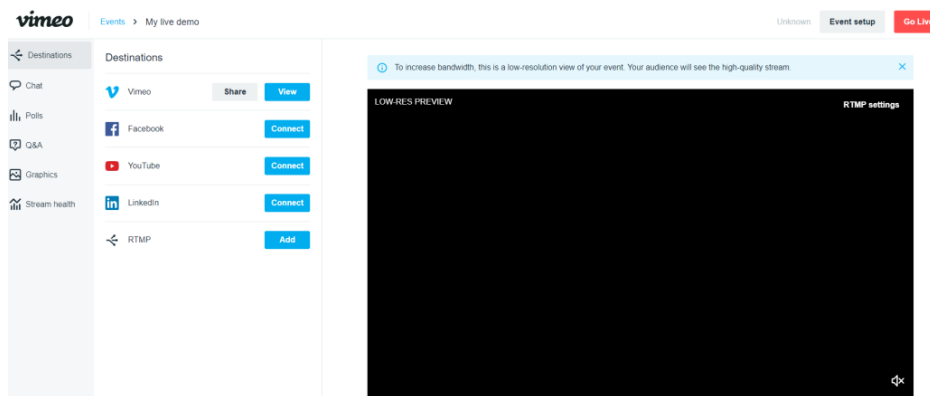 vimeo
Events > My live demo
Unknown
Event setup
Go Live
Destinations
Chat
Polls
Q&A
Graphics
Stream health
Destinations
Vimeo Share View
Facebook Connect
YouTube Connect
LinkedIn Connect
RTMP Add
To increase bandwidth, this is a low-resolution view of your event. Your audience will see the high-quality stream.
LOW-RES PREVIEW
RTMP settings